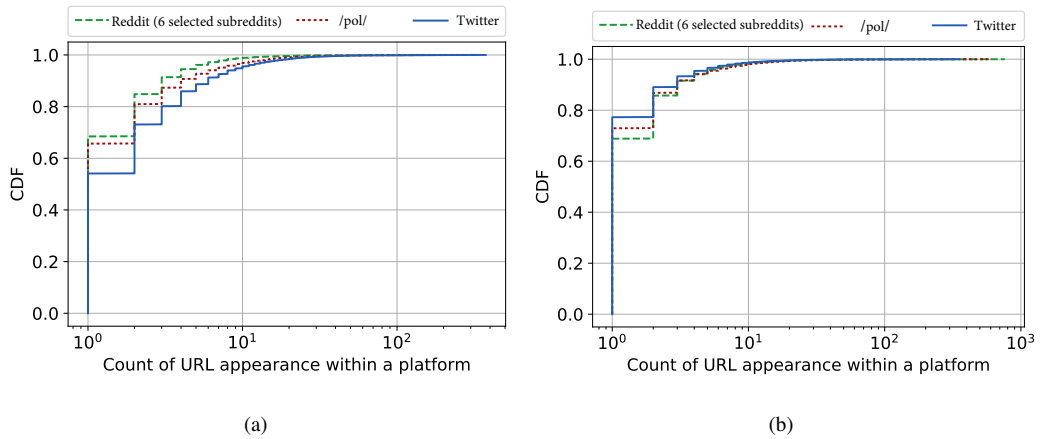 Reddit (6 selected subreddits) /pol/ Twitter
1.0
0.8
0.6
0.4
0.2
0.0
CDF
10^0 10^1 10^2
Count of URL appearance within a platform
(a)
Reddit (6 selected subreddits) /pol/ Twitter
1.0
0.8
0.6
0.4
0.2
0.0
CDF
10^0 10^1 10^2 10^3
Count of URL appearance within a platform
(b)